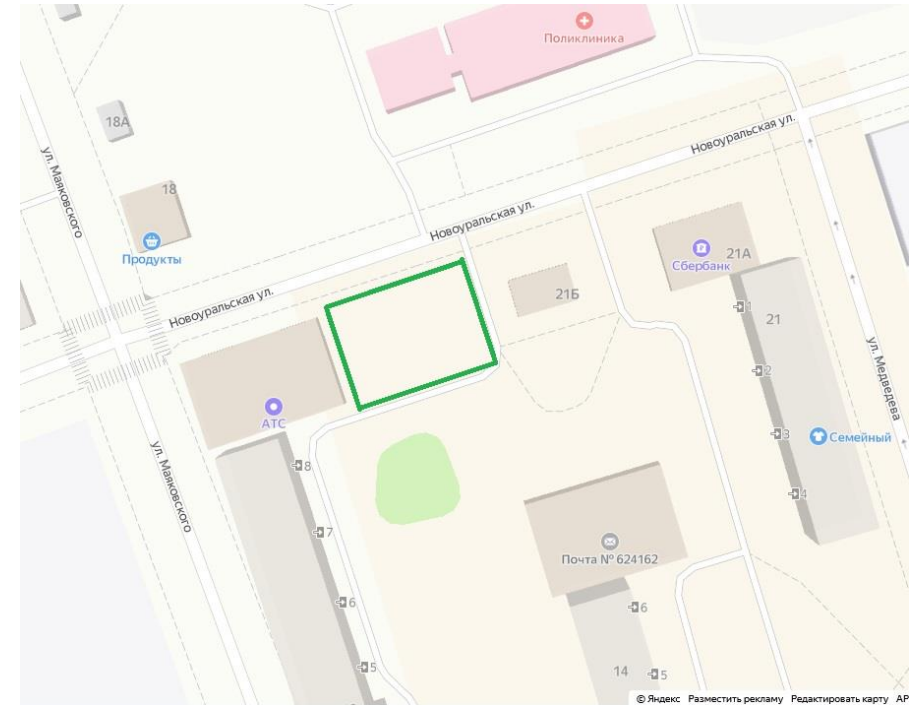 Поликлиника
18А
Новоуральская ул.
ул. Маяковского
18
Новоуральская ул.
Продукты
21А
Сбербанк
21Б
Новоуральская ул.
1
21
ул. Медведева
2
АТС
3
Семейный
ул. Маяковского
8
4
7
Почта № 624162
6
6
5
14
5
© Яндекс Разместить рекламу Редактировать карту АР